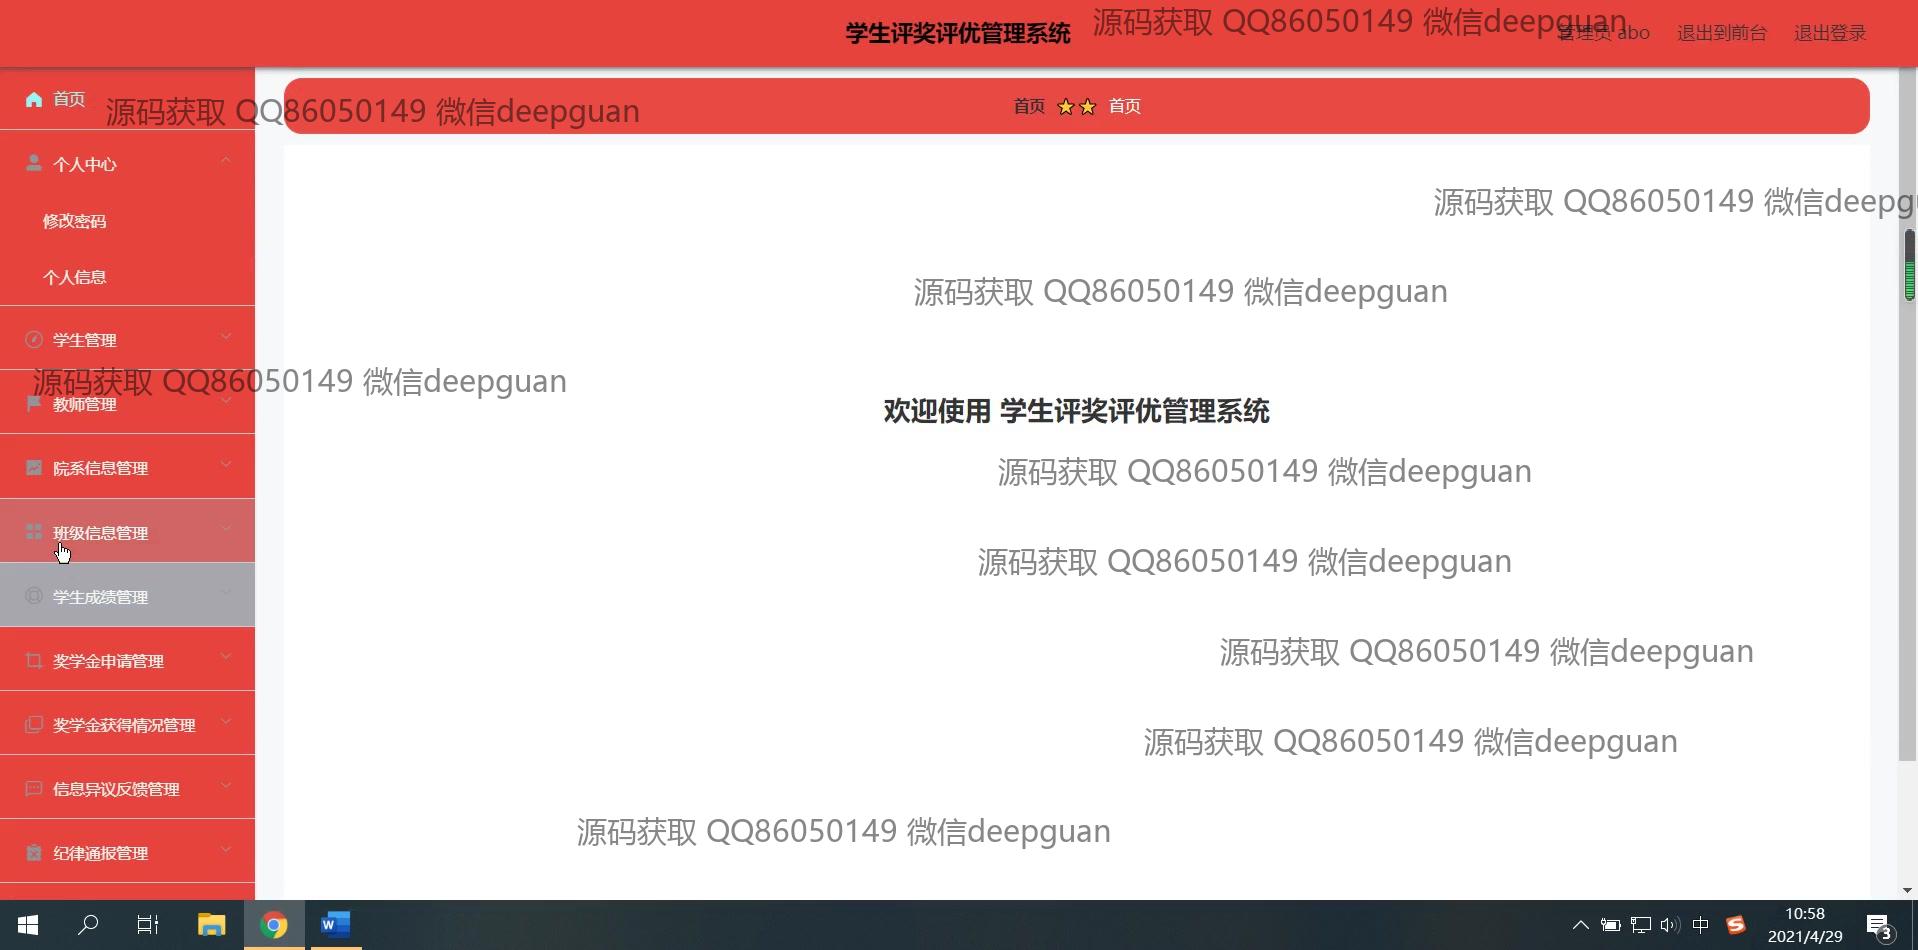 学生评奖评优管理系统
源码获取 QQ86050149 微信deepguan
管理员 abo
退出到前台
退出登录
首页
源码获取 QQ86050149 微信deepguan
首页 首页
个人中心
修改密码
源码获取 QQ86050149 微信deepg
个人信息
源码获取 QQ86050149 微信deepguan
学生管理
源码获取 QQ86050149 微信deepguan
教师管理
欢迎使用 学生评奖评优管理系统
院系信息管理
源码获取 QQ86050149 微信deepguan
班级信息管理
源码获取 QQ86050149 微信deepguan
学生成绩管理
源码获取 QQ86050149 微信deepguan
奖学金申请管理
奖学金获得情况管理
源码获取 QQ86050149 微信deepguan
信息异议反馈管理
源码获取 QQ86050149 微信deepguan
纪律通报管理
中
10:58
2021/4/29
3